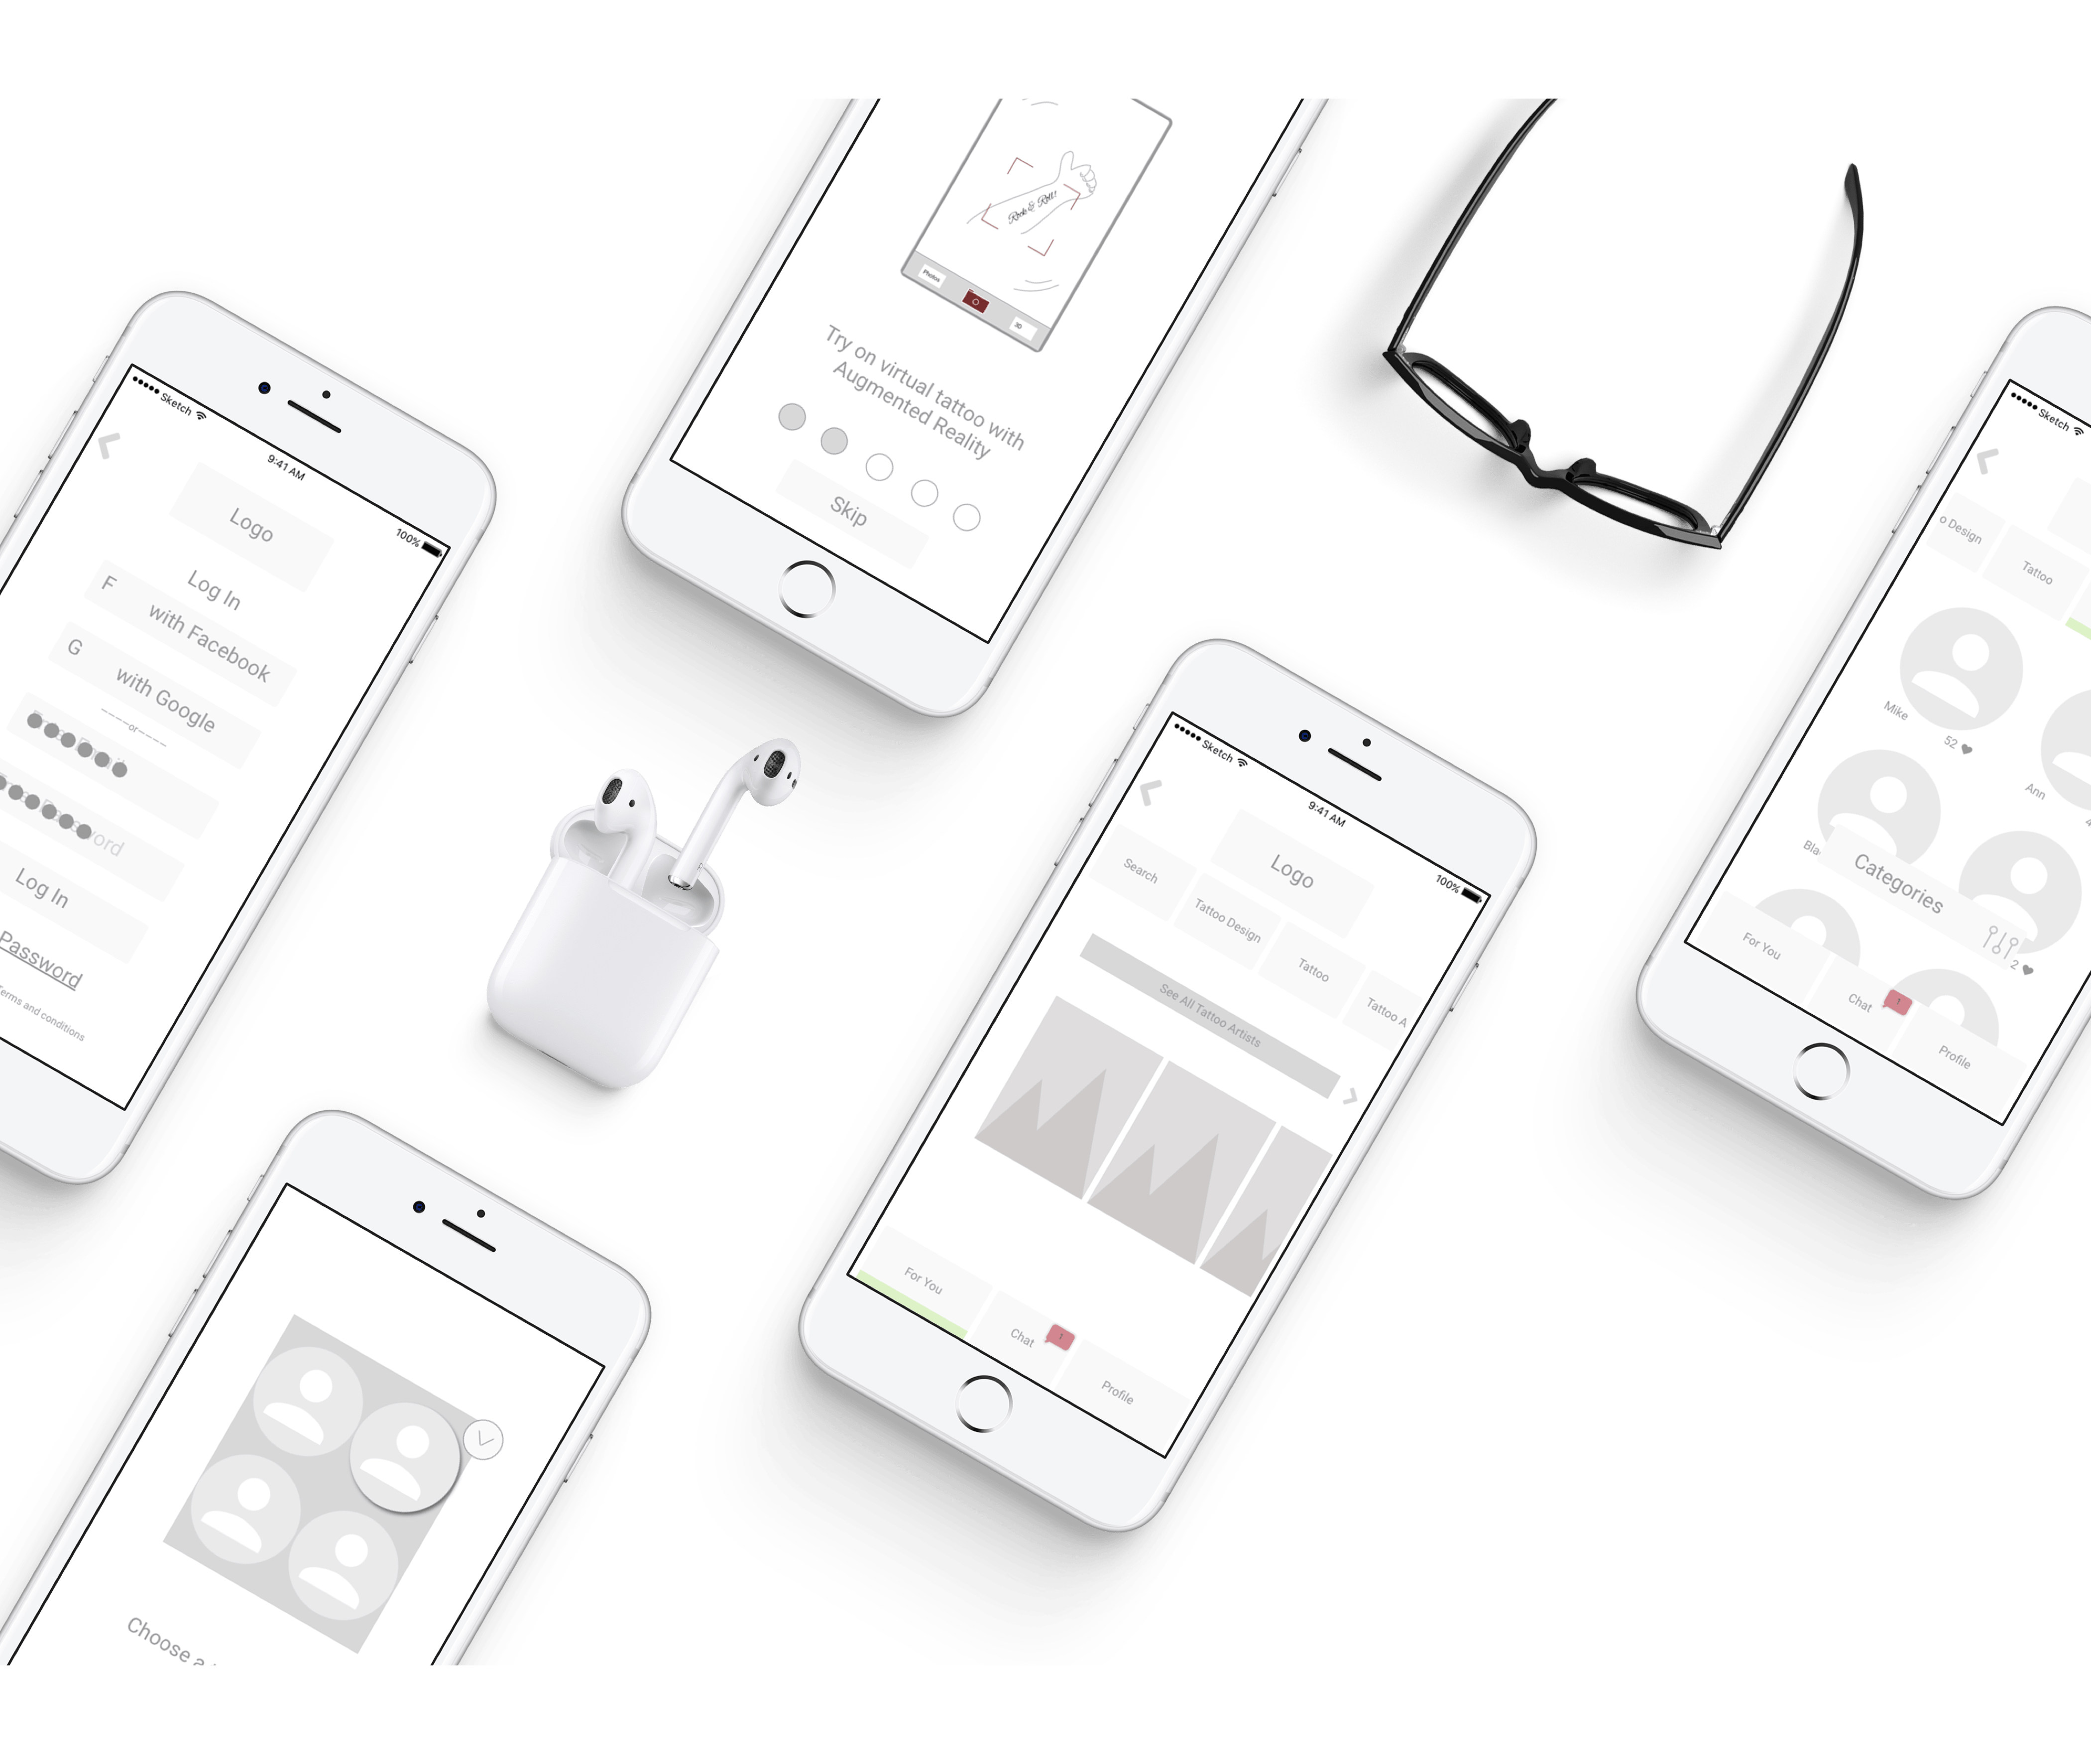 Sketch
9:41 AM
100%
Logo
Log In
F with Facebook
G with Google
or
Log In
Password
Terms and conditions
Rock & Roll!
Photos
3D
Try on virtual tattoo with
Augmented Reality
Skip
Sketch
9:41 AM
100%
Logo
Search
Tattoo Design
Tattoo
Tattoo A
See All Tattoo Artists
For You
Chat
1
Profile
Sketch
o Design
Tattoo
Mike
52
Ann
Bla
Categories
2
For You
Chat
1
Profile
Choose a